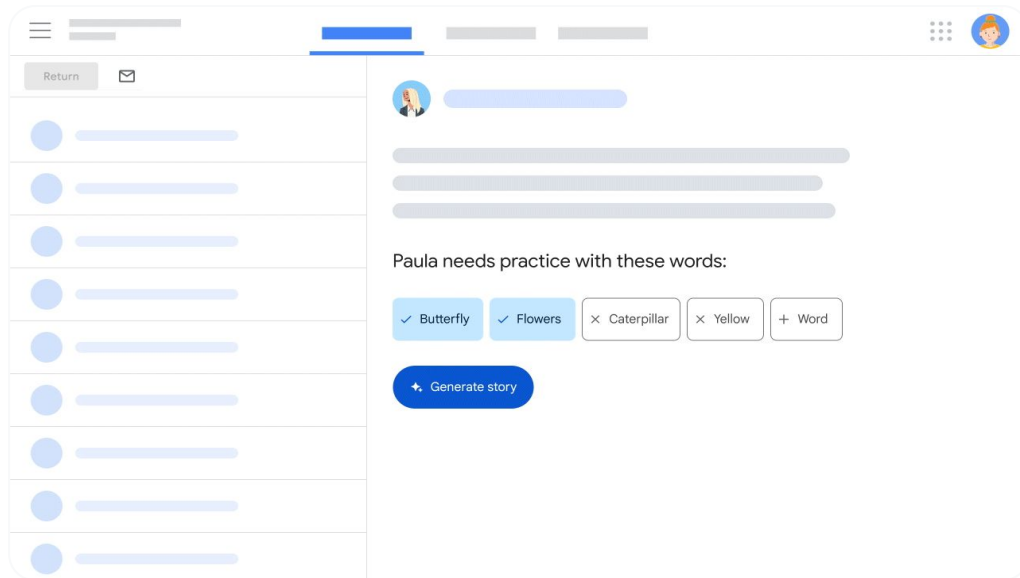 Return
Paula needs practice with these words:
Butterfly Flowers Caterpillar Yellow Word
Generate story